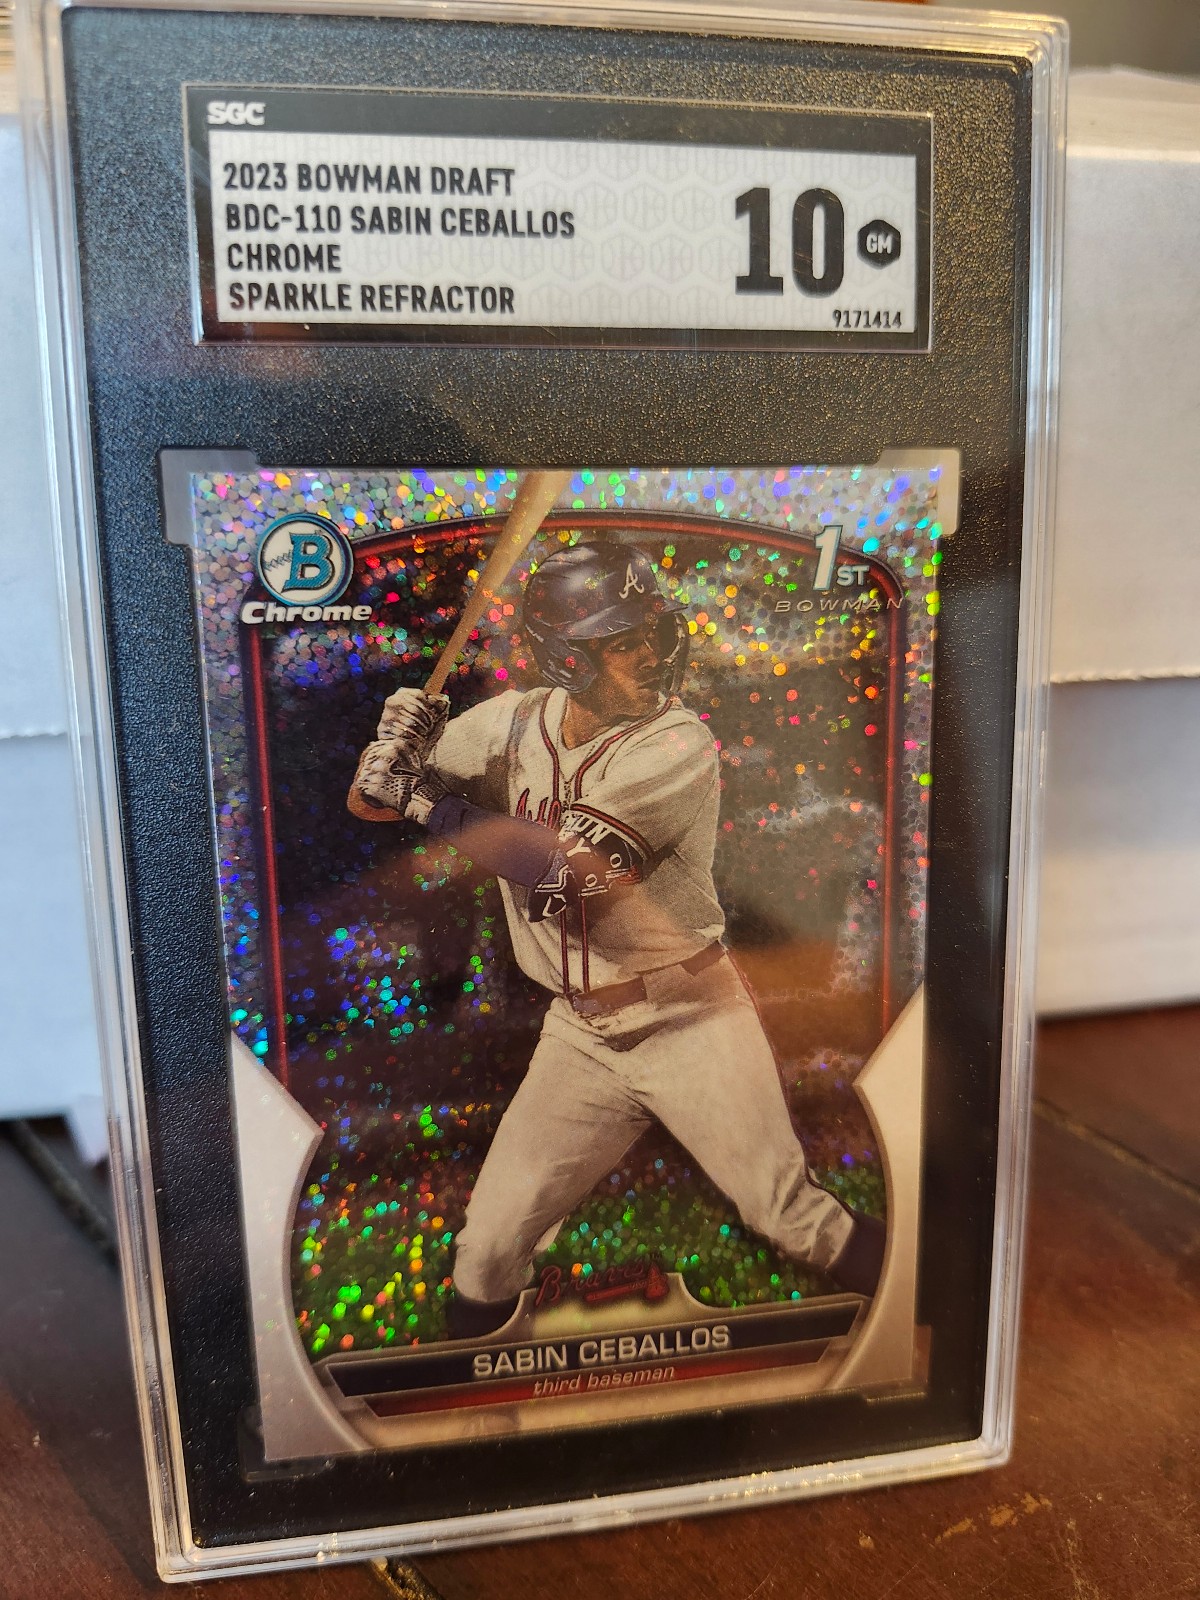 SGC
2023 BOWMAN DRAFT
BDC-110 SABIN CEBALLOS
CHROME
SPARKLE REFRACTOR
10
GM
9171414
B
Chrome
1ST
BOWMAN
A
Braves
SABIN CEBALLOS
third baseman